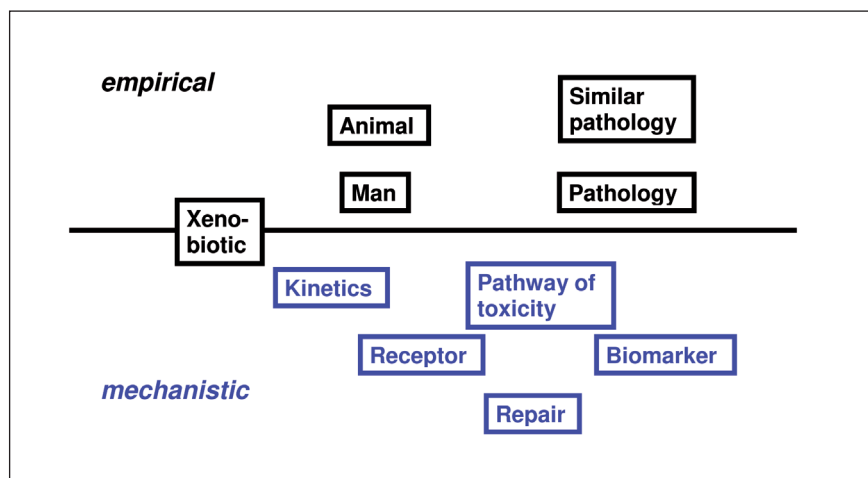 empirical
Similar
pathology
Animal
Man
Pathology
Xeno-
biotic
Kinetics
Pathway of
toxicity
Receptor
Biomarker
mechanistic
Repair